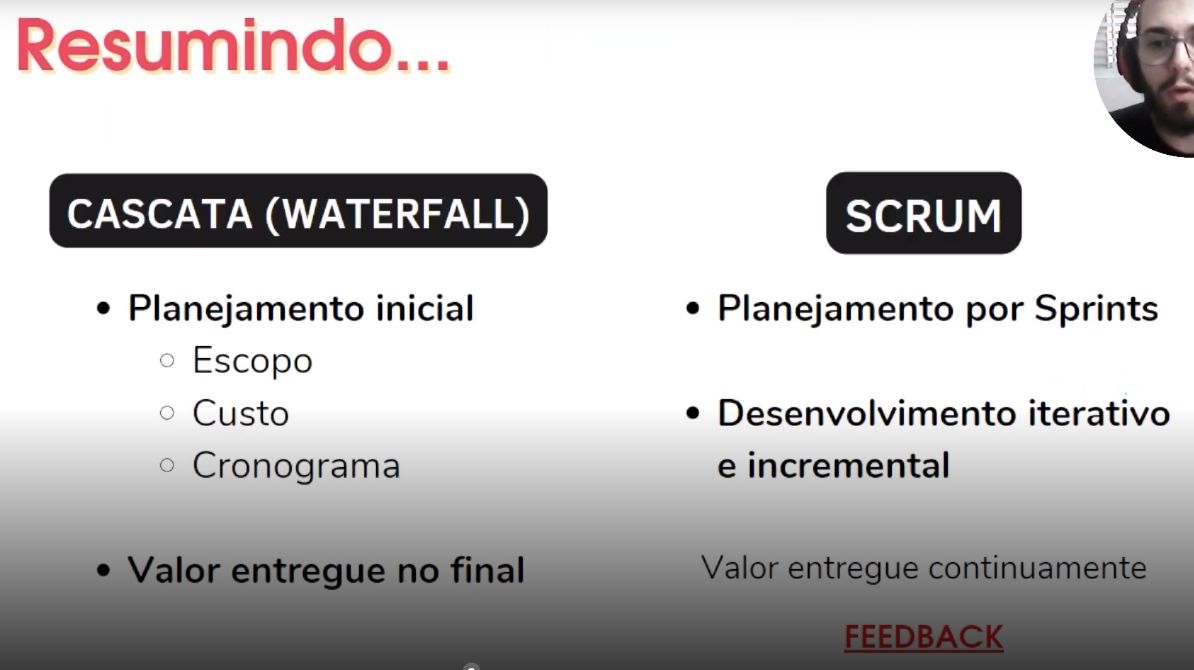 Resumindo...
CASCATA (WATERFALL)
Planejamento inicial
Escopo
Custo
Cronograma
Valor entregue no final
SCRUM
Planejamento por Sprints
Desenvolvimento iterativo
e incremental
Valor entregue continuamente
FEEDBACK